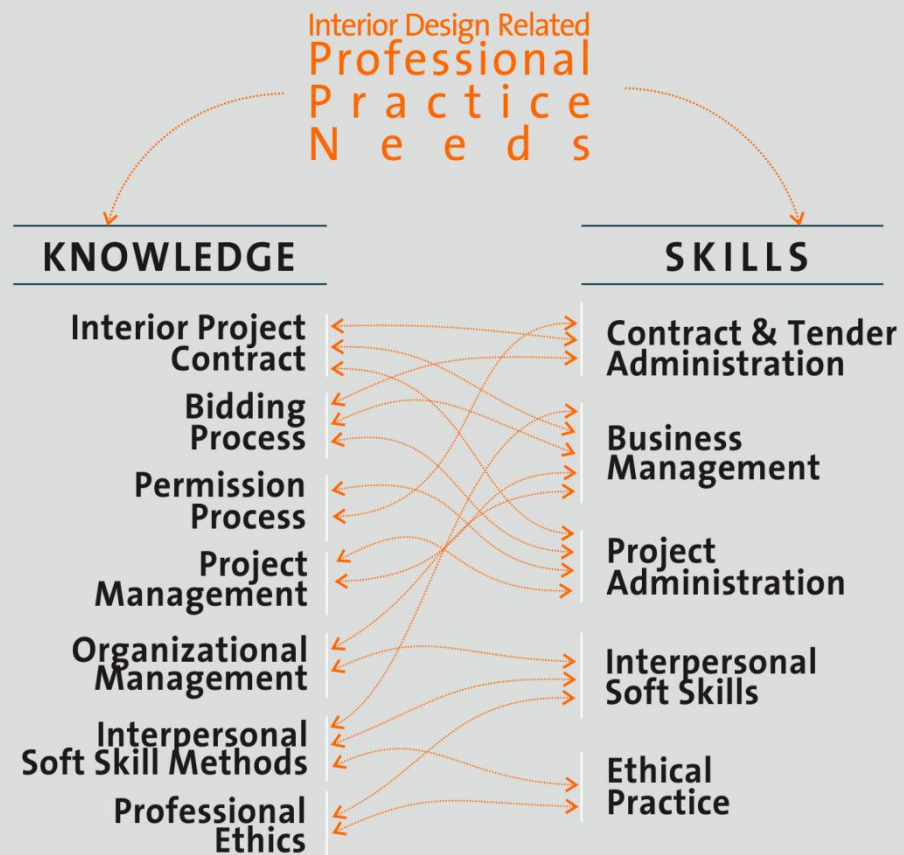 Interior Design Related
Professional
Practice
Needs
KNOWLEDGE
Interior Project
Contract
Bidding
Process
Permission
Process
Project
Management
Organizational
Management
Interpersonal
Soft Skill Methods
Professional
Ethics
SKILLS
Contract & Tender
Administration
Business
Management
Project
Administration
Interpersonal
Soft Skills
Ethical
Practice